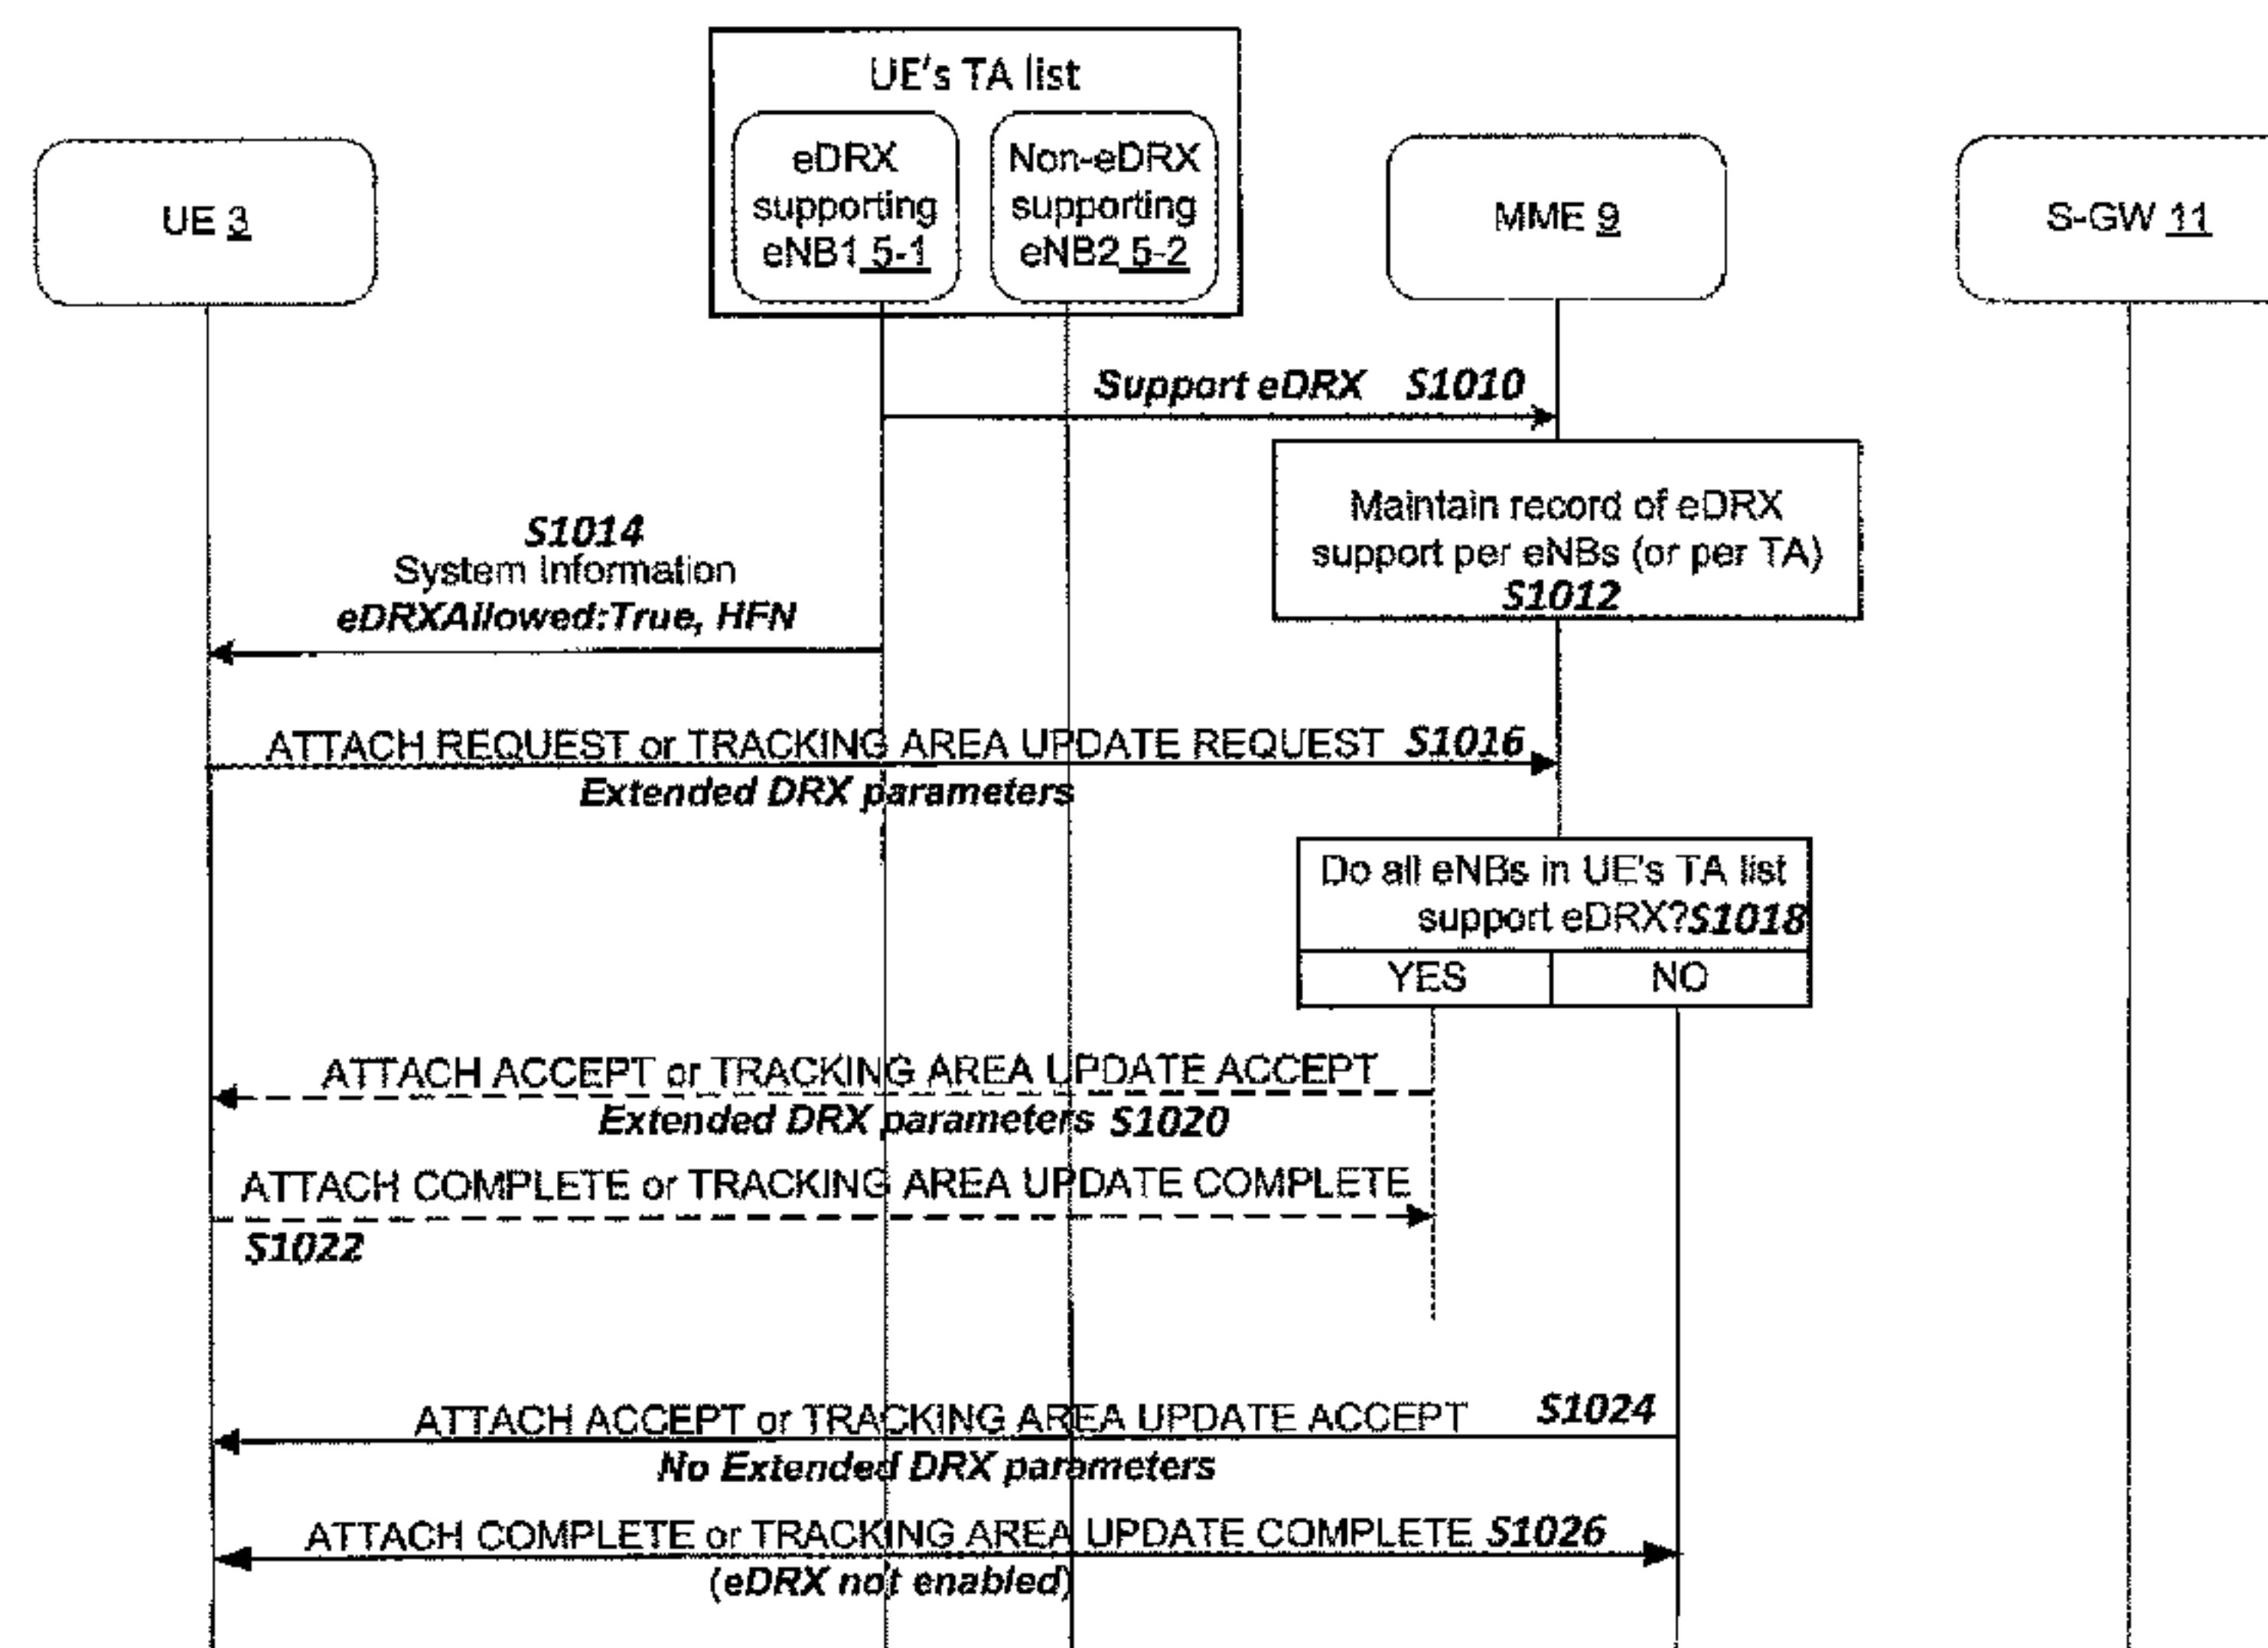 UE's TA list
UE 3
eDRX
supporting
eNB1 5-1
Non-eDRX
supporting
eNB2 5-2
MME 9
S-GW 11
Support eDRX S1010
Maintain record of eDRX
support per eNBs (or per TA)
S1012
S1014
System Information
eDRXAllowed:True, HFN
ATTACH REQUEST or TRACKING AREA UPDATE REQUEST S1016
Extended DRX parameters
Do all eNBs in UE's TA list
support eDRX?S1018
YES
NO
ATTACH ACCEPT or TRACKING AREA UPDATE ACCEPT
Extended DRX parameters S1020
ATTACH COMPLETE or TRACKING AREA UPDATE COMPLETE
S1022
ATTACH ACCEPT or TRACKING AREA UPDATE ACCEPT S1024
No Extended DRX parameters
ATTACH COMPLETE or TRACKING AREA UPDATE COMPLETE S1026
(eDRX not enabled)